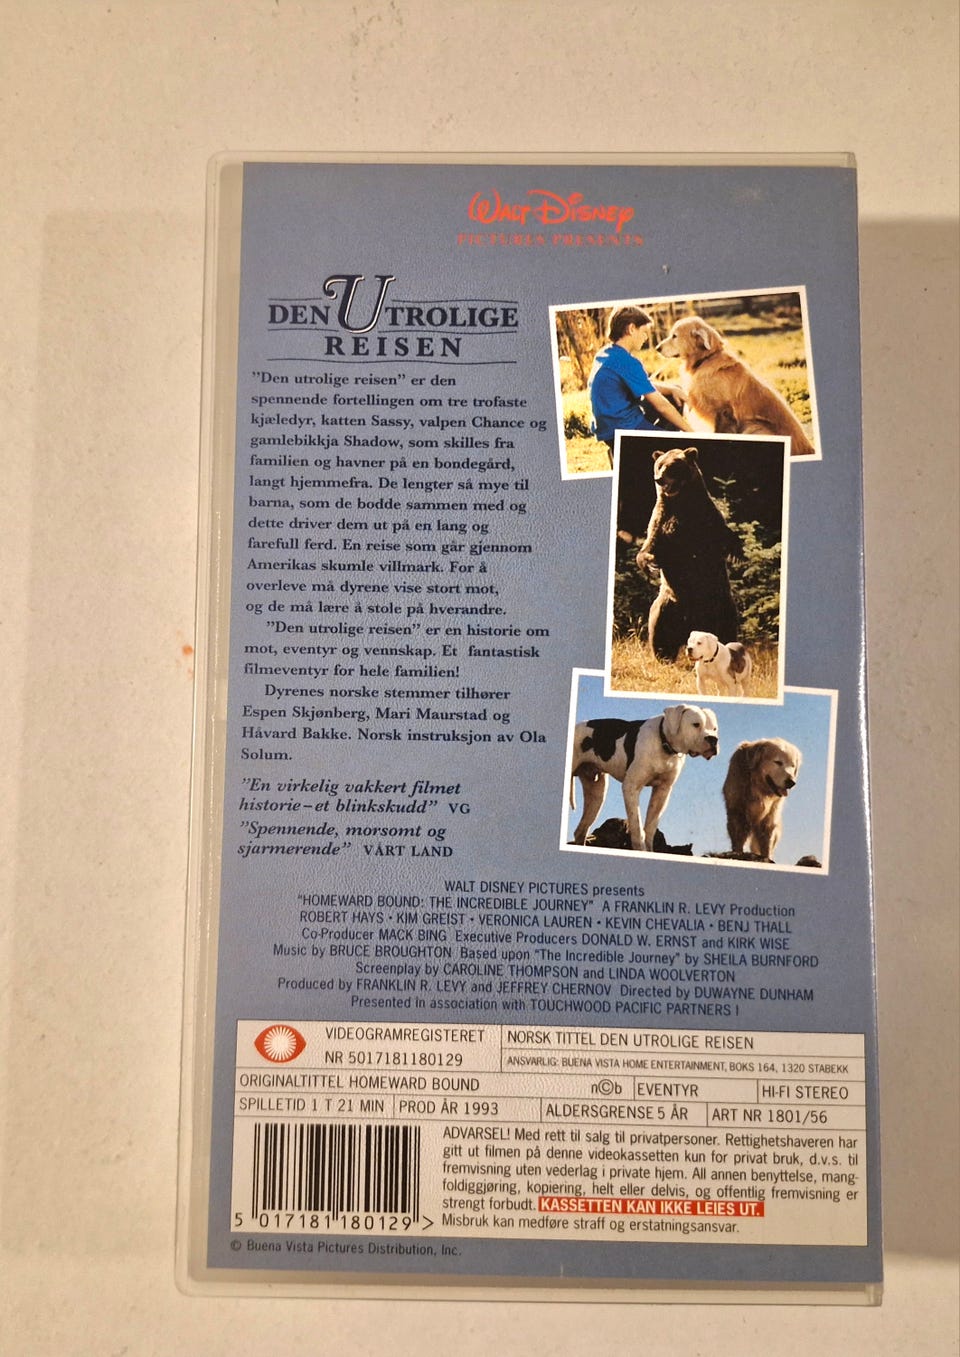 WALT DISNEY
PICTURES PRESENTS
DEN UTROLIGE
REISEN
"Den utrolige reisen" er den
spennende fortellingen om tre trofaste
kjæledyr, katten Sassy, valpen Chance og
gamlebikkja Shadow, som skilles fra
familien og havner på en bondegård,
langt hjemmefra. De lengter så mye til
barna, som de bodde sammen med og
dette driver dem ut på en lang og
farefull ferd. En reise som går gjennom
Amerikas skumle villmark. For å
overleve må dyrene vise stort mot,
og de må lære å stole på hverandre.
"Den utrolige reisen" er en historie om
mot, eventyr og vennskap. Et fantastisk
filmeventyr for hele familien!
Dyrenes norske stemmer tilhører
Espen Skjønberg, Mari Maurstad og
Håvard Bakke. Norsk instruksjon av Ola
Solum.
"En virkelig vakkert filmet
historie – et blinkskudd" VG
"Spennende, morsomt og
sjarmerende" VÅRT LAND
WALT DISNEY PICTURES presents
"HOMEWARD BOUND: THE INCREDIBLE JOURNEY" A FRANKLIN R. LEVY Production
ROBERT HAYS • KIM GREIST • VERONICA LAUREN • KEVIN CHEVALIA • BENJ THALL
Co-Producer MACK BING Executive Producers DONALD W. ERNST and KIRK WISE
Music by BRUCE BROUGHTON Based upon "The Incredible Journey" by SHEILA BURNFORD
Screenplay by CAROLINE THOMPSON and LINDA WOOLVERTON
Produced by FRANKLIN R. LEVY and JEFFREY CHERNOV Directed by DUWAYNE DUNHAM
Presented in association with TOUCHWOOD PACIFIC PARTNERS I
VIDEOGRAMREGISTERET
NR 5017181180129
NORSK TITTEL DEN UTROLIGE REISEN
ANSVARLIG: BUENA VISTA HOME ENTERTAINMENT, BOKS 164, 1320 STABEKK
ORIGINALTITTEL HOMEWARD BOUND n©b EVENTYR HI-FI STEREO
SPILLETID 1 T 21 MIN PROD ÅR 1993 ALDERSGRENSE 5 ÅR ART NR 1801/56
ADVARSEL! Med rett til salg til privatpersoner. Rettighetshaveren har
gitt ut filmen på denne videokassetten kun for privat bruk, d.v.s. til
fremvisning uten vederlag i private hjem. All annen benyttelse, mang-
foldiggjøring, kopiering, helt eller delvis, og offentlig fremvisning er
strengt forbudt. KASSETTEN KAN IKKE LEIES UT.
Misbruk kan medføre straff og erstatningsansvar.
5 017181 180129 >
© Buena Vista Pictures Distribution, Inc.